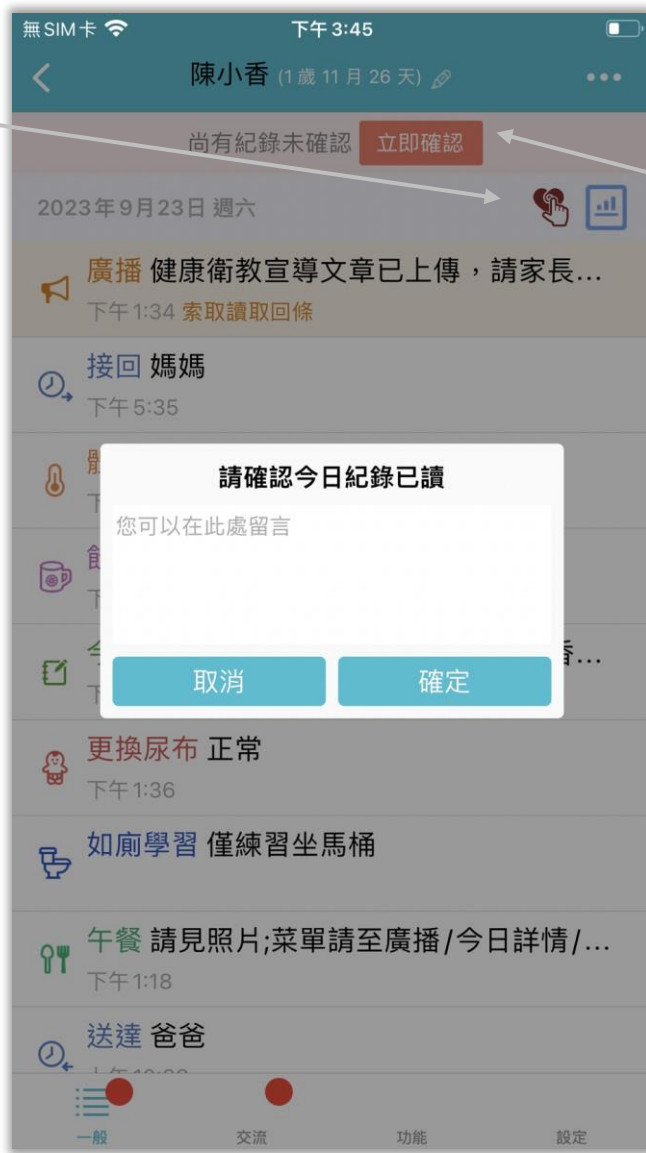 無SIM卡
下午3:45
陳小香 (1 歲 11 月 26 天)
尚有紀錄未確認 立即確認
2023年9月23日 週六
廣播 健康衛教宣導文章已上傳，請家長...
下午1:34 索取讀取回條
接回 媽媽
下午5:35
請確認今日紀錄已讀
您可以在此處留言
取消 確定
更換尿布 正常
下午1:36
如廁學習 僅練習坐馬桶
午餐 請見照片;菜單請至廣播/今日詳情/...
下午1:18
送達 爸爸
一般 交流 功能 設定